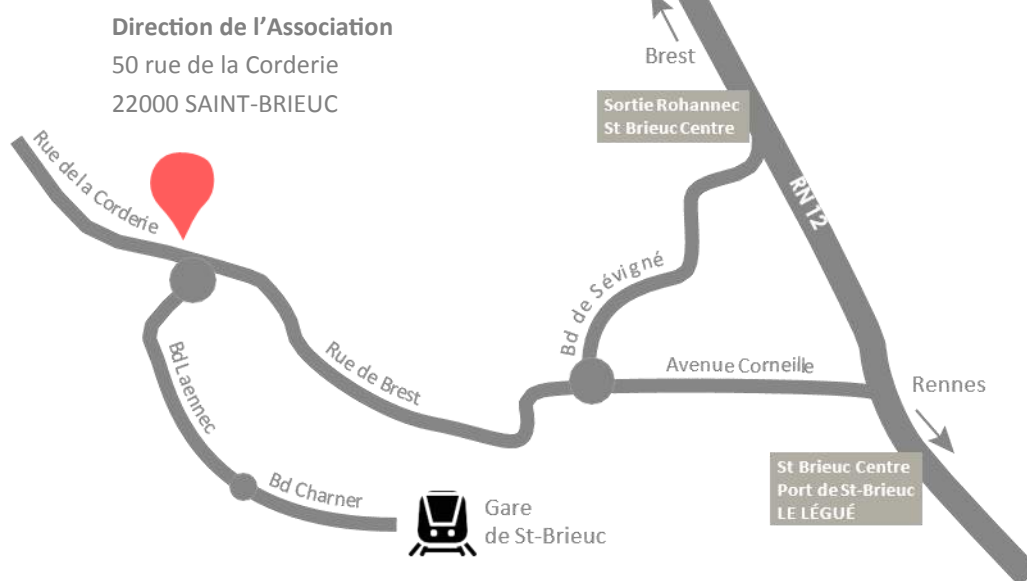 Direction de l’Association
50 rue de la Corderie
22000 SAINT-BRIEUC
Brest
Sortie Rohannec
St Brieuc Centre
Rue de la Corderie
RN 12
Bd de Sévigné
Bd Laennec
Rue de Brest
Avenue Corneille
Rennes
St Brieuc Centre
Port de St-Brieuc
LE LÉGUÉ
Bd Charner
Gare
de St-Brieuc